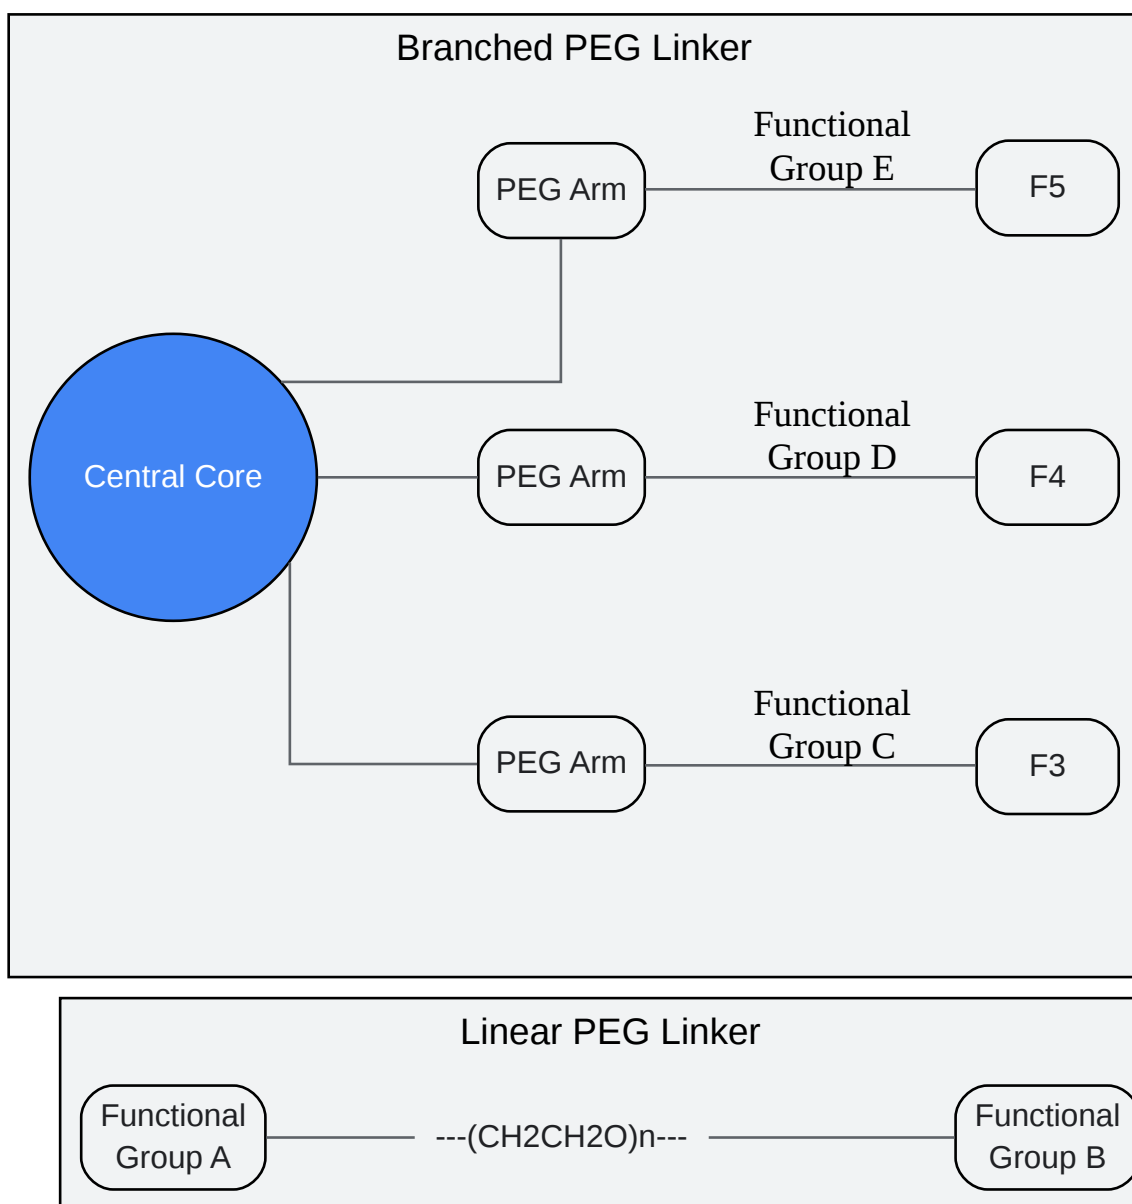 Branched PEG Linker
Functional
Group E
PEG Arm
F5
Functional
Group D
Central Core
PEG Arm
F4
Functional
Group C
PEG Arm
F3
Linear PEG Linker
Functional
Group A
---(CH2CH2O)n---
Functional
Group B